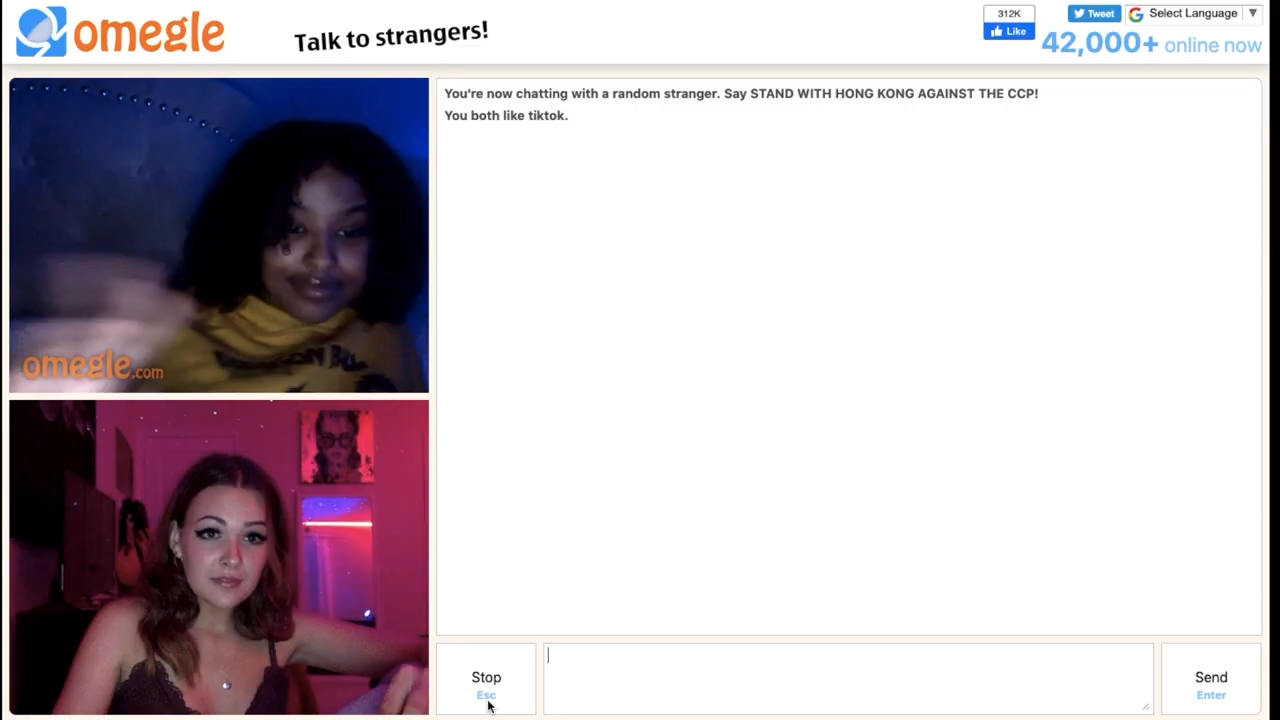 omegle
Talk to strangers!
312K
Like
Tweet
Select Language
42,000+ online now
You're now chatting with a random stranger. Say STAND WITH HONG KONG AGAINST THE CCP!
You both like tiktok.
omegle.com
Stop
Esc
Send
Enter